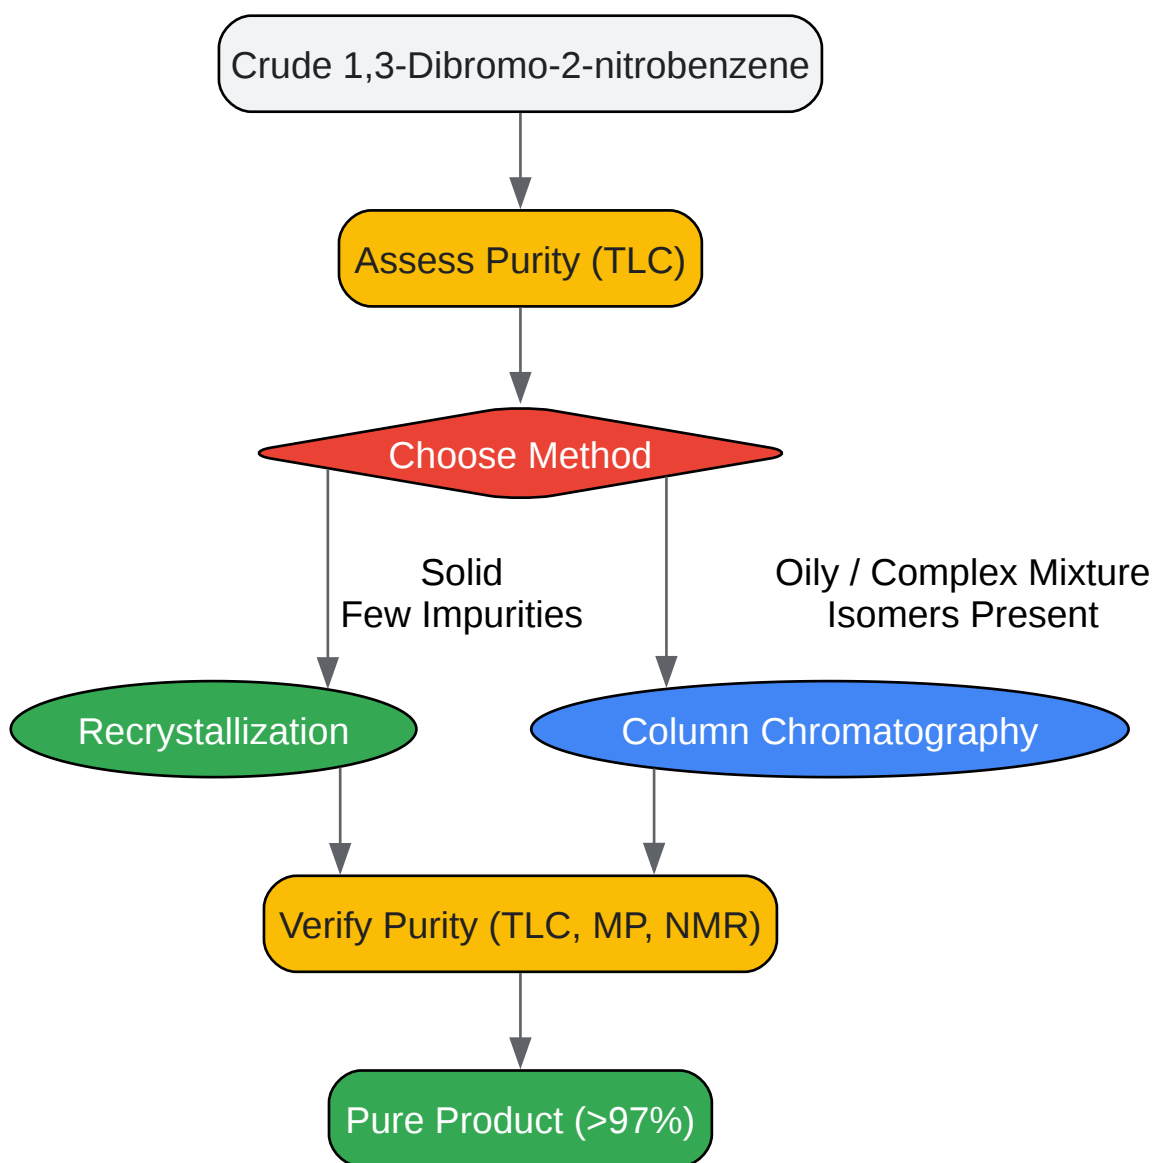 Crude 1,3-Dibromo-2-nitrobenzene
Assess Purity (TLC)
Choose Method
Solid
Few Impurities
Oily / Complex Mixture
Isomers Present
Recrystallization
Column Chromatography
Verify Purity (TLC, MP, NMR)
Pure Product (>97%)